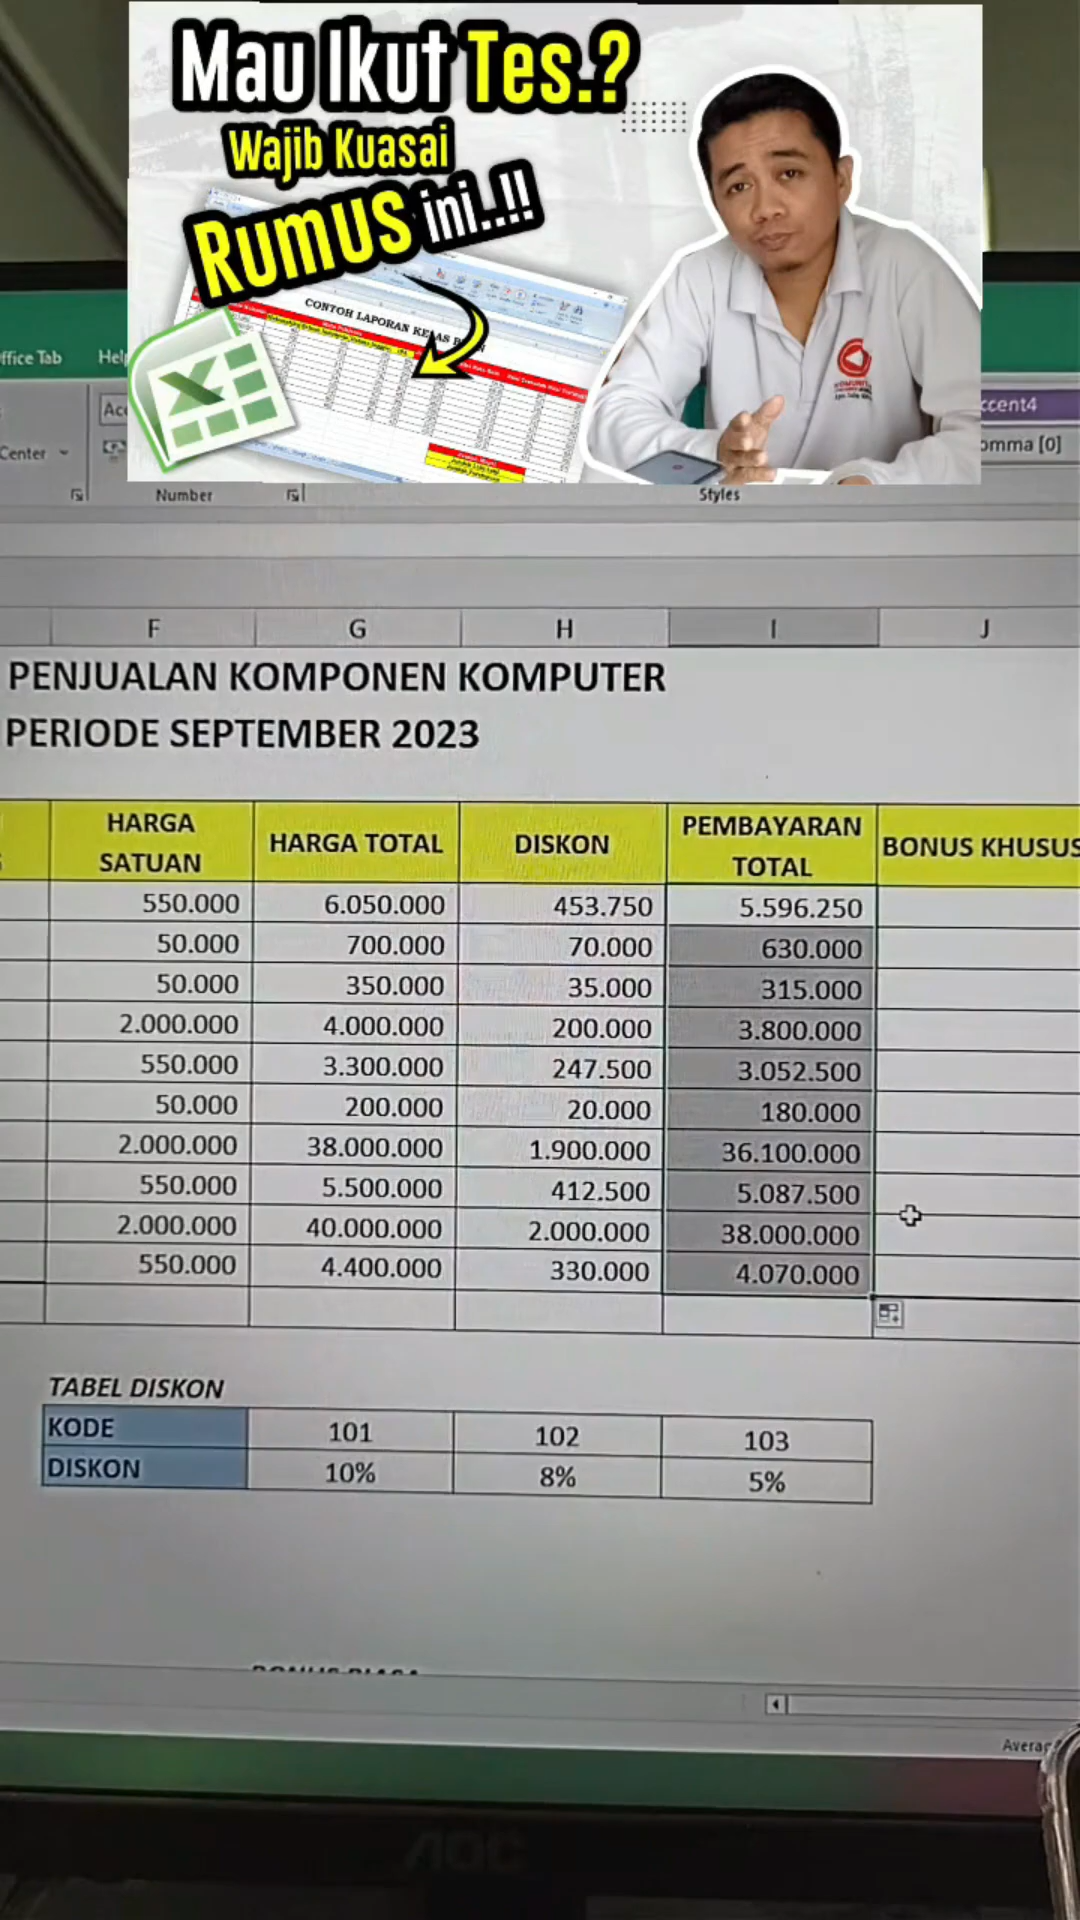 Mau Ikut Tes.?
Wajib Kuasai
Rumus ini..!!
CONTOH LAPORAN KELAS
ffice Tab Hel
Center
Number
Styles
ccent4
omma [0]
F G H I J
PENJUALAN KOMPONEN KOMPUTER
PERIODE SEPTEMBER 2023
HARGA SATUAN HARGA TOTAL DISKON PEMBAYARAN TOTAL BONUS KHUSUS
550.000 6.050.000 453.750 5.596.250
50.000 700.000 70.000 630.000
50.000 350.000 35.000 315.000
2.000.000 4.000.000 200.000 3.800.000
550.000 3.300.000 247.500 3.052.500
50.000 200.000 20.000 180.000
2.000.000 38.000.000 1.900.000 36.100.000
550.000 5.500.000 412.500 5.087.500
2.000.000 40.000.000 2.000.000 38.000.000
550.000 4.400.000 330.000 4.070.000
TABEL DISKON
KODE 101 102 103
DISKON 10% 8% 5%
Averag
AOC